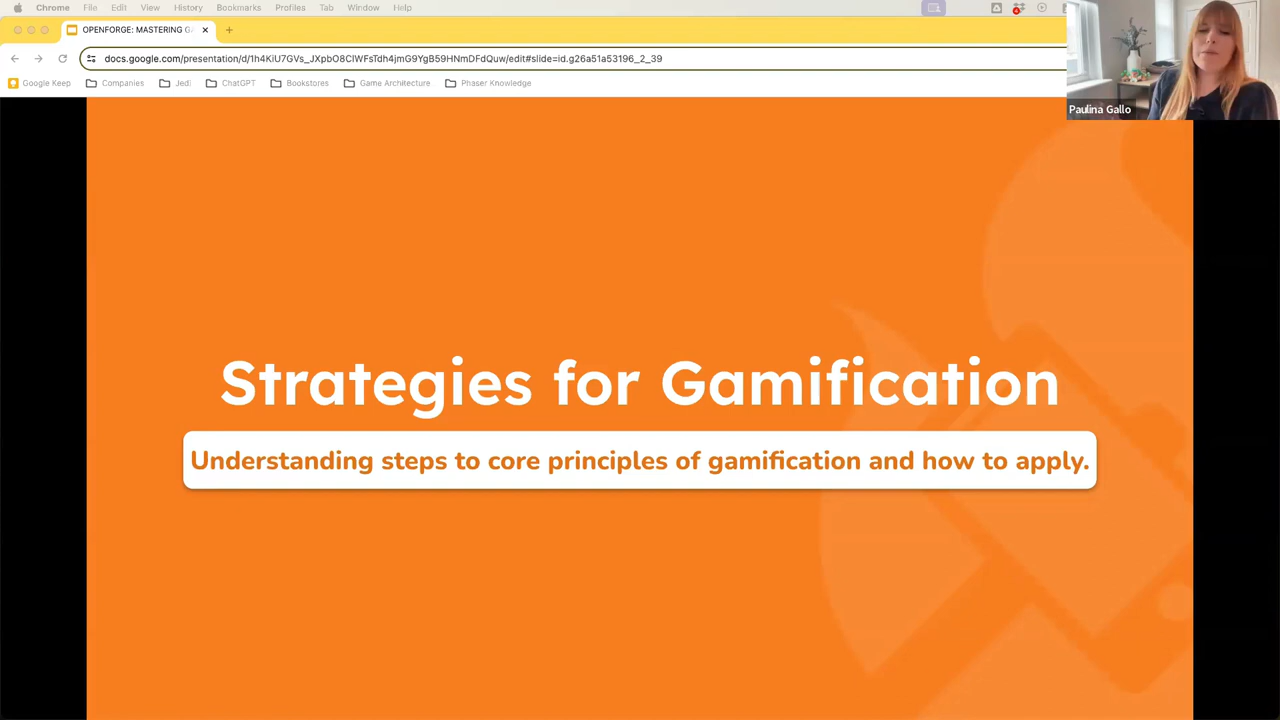 Chrome File Edit View History Bookmarks Profiles Tab Window Help
OPENFORGE: MASTERING GA
docs.google.com/presentation/d/1h4KiU7GVs_JXpbO8ClWFsTdh4jmG9YgB59HNmDFdQuw/edit#slide=id.g26a51a53196_2_39
Google Keep Companies Jedi ChatGPT Bookstores Game Architecture Phaser Knowledge
Paulina Gallo
Strategies for Gamification
Understanding steps to core principles of gamification and how to apply.